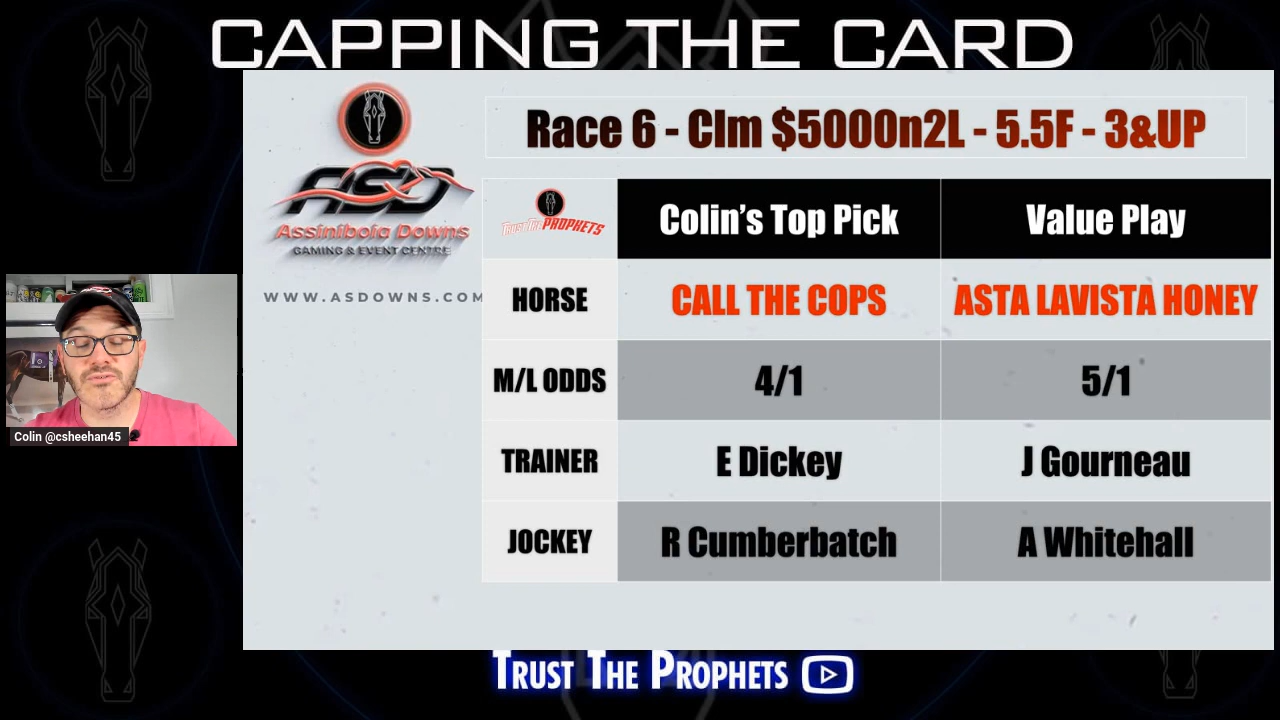 CAPPING THE CARD
ASD
Assiniboia Downs
GAMING & EVENT CENTRE
WWW.ASDOWNS.COM
Race 6 - Clm $5000n2L - 5.5F - 3&UP
TRUST THE PROPHETS
Colin’s Top Pick
Value Play
HORSE
CALL THE COPS
ASTA LAVISTA HONEY
M/L ODDS
4/1
5/1
TRAINER
E Dickey
J Gourneau
JOCKEY
R Cumberbatch
A Whitehall
Colin @csheehan45
TRUST THE PROPHETS